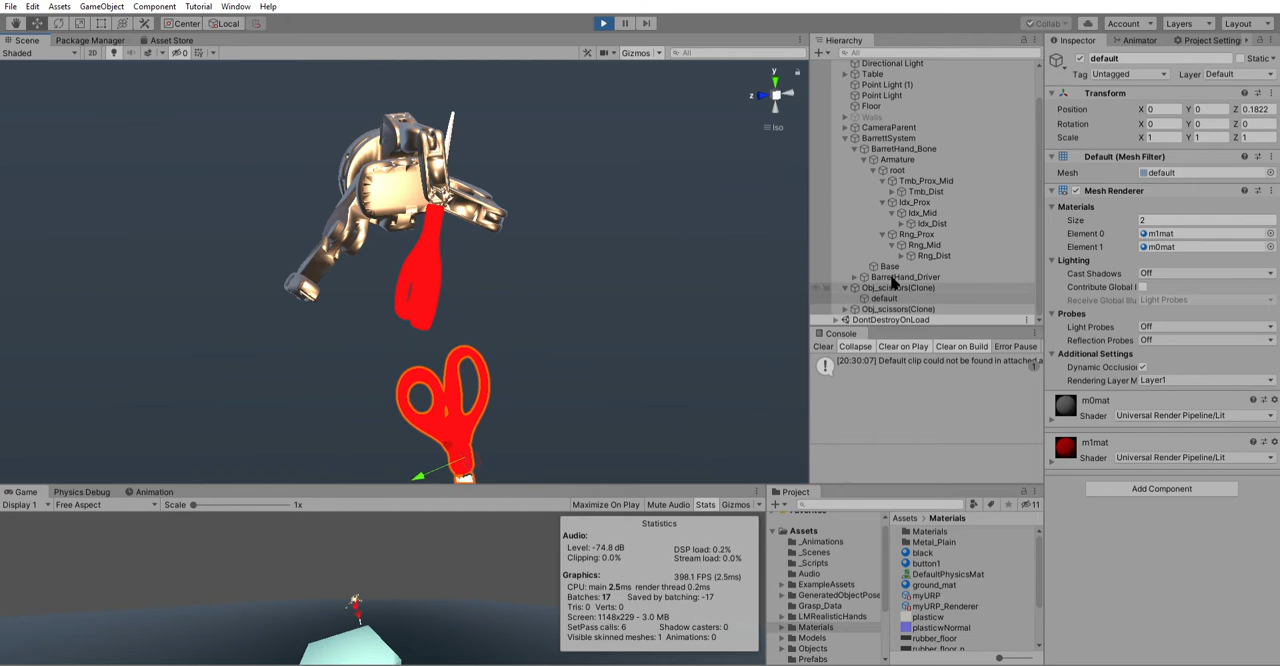 File Edit Assets GameObject Component Tutorial Window Help
Center Local Collab Account Layers Layout
Scene Package Manager Asset Store
Shaded 2D 0 Gizmos All
y
z
Iso
Hierarchy
All
Directional Light
Table
Point Light (1)
Point Light
Floor
Walls
CameraParent
BarrettSystem
BarretHand_Bone
Armature
root
Tmb_Prox_Mid
Tmb_Dist
Idx_Prox
Idx_Mid
Idx_Dist
Rng_Prox
Rng_Mid
Rng_Dist
Base
BarretHand_Driver
Obj_scissors(Clone)
default
Obj_scissors(Clone)
DontDestroyOnLoad
Console
Clear Collapse Clear on Play Clear on Build Error Pause
[20:30:07] Default clip could not be found in attached a
1
Inspector Animator Project Setting
default Static
Tag Untagged Layer Default
Transform
Position X 0 Y 0 Z 0.1822
Rotation X 0 Y 0 Z 0
Scale X 1 Y 1 Z 1
Default (Mesh Filter)
Mesh default
Mesh Renderer
Materials
Size 2
Element 0 m1mat
Element 1 m0mat
Lighting
Cast Shadows Off
Contribute Global I
Receive Global Illu Light Probes
Probes
Light Probes Off
Reflection Probes Off
Additional Settings
Dynamic Occlusio
Rendering Layer M Layer1
m0mat
Shader Universal Render Pipeline/Lit
m1mat
Shader Universal Render Pipeline/Lit
Add Component
Game Physics Debug Animation
Display 1 Free Aspect Scale 1x Maximize On Play Mute Audio Stats Gizmos
Statistics
Audio:
Level: -74.8 dB DSP load: 0.2%
Clipping: 0.0% Stream load: 0.0%
Graphics: 398.1 FPS (2.5ms)
CPU: main 2.5ms render thread 0.2ms
Batches: 17 Saved by batching: -17
Tris: 0 Verts: 0
Screen: 1148x229 - 3.0 MB
SetPass calls: 6 Shadow casters: 0
Visible skinned meshes: 1 Animations: 0
Project
11
Favorites
Assets
_Animations
_Scenes
_Scripts
Audio
ExampleAssets
GeneratedObjectPose
Grasp_Data
LMRealisticHands
Materials
Models
Objects
Prefabs
Assets > Materials
Materials
Metal_Plain
black
button1
DefaultPhysicsMat
ground_mat
myURP
myURP_Renderer
plasticw
plasticwNormal
rubber_floor
rubber_floor_n